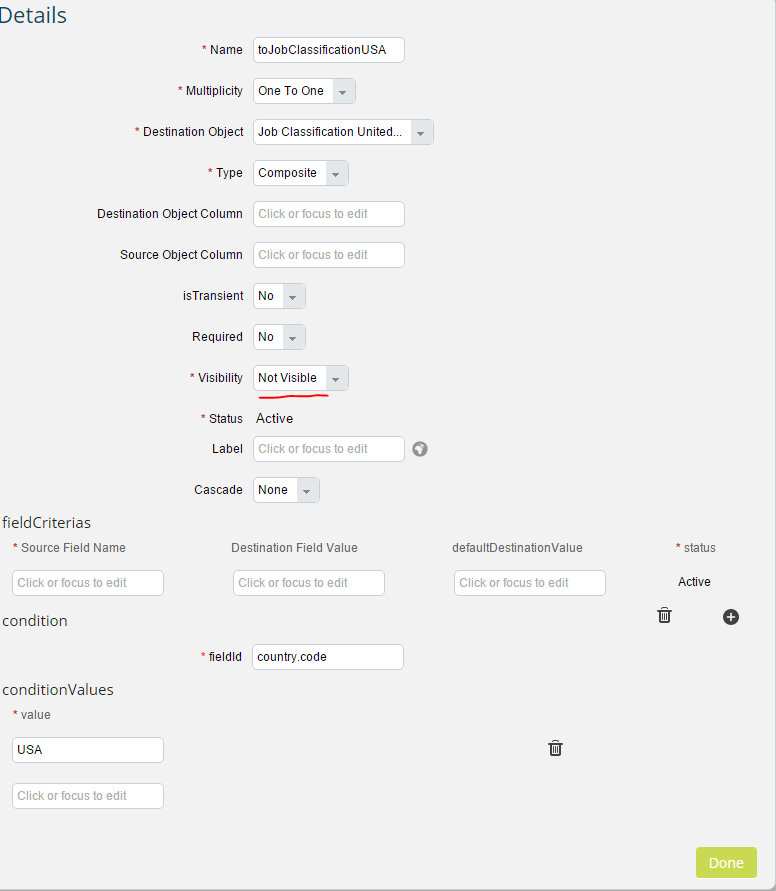 Details
* Name toJobClassificationUSA
* Multiplicity One To One
* Destination Object Job Classification United...
* Type Composite
Destination Object Column Click or focus to edit
Source Object Column Click or focus to edit
isTransient No
Required No
* Visibility Not Visible
* Status Active
Label Click or focus to edit
Cascade None
fieldCriterias
* Source Field Name Destination Field Value defaultDestinationValue * status
Click or focus to edit Click or focus to edit Click or focus to edit Active
condition
* fieldId country.code
conditionValues
* value
USA
Click or focus to edit
Done